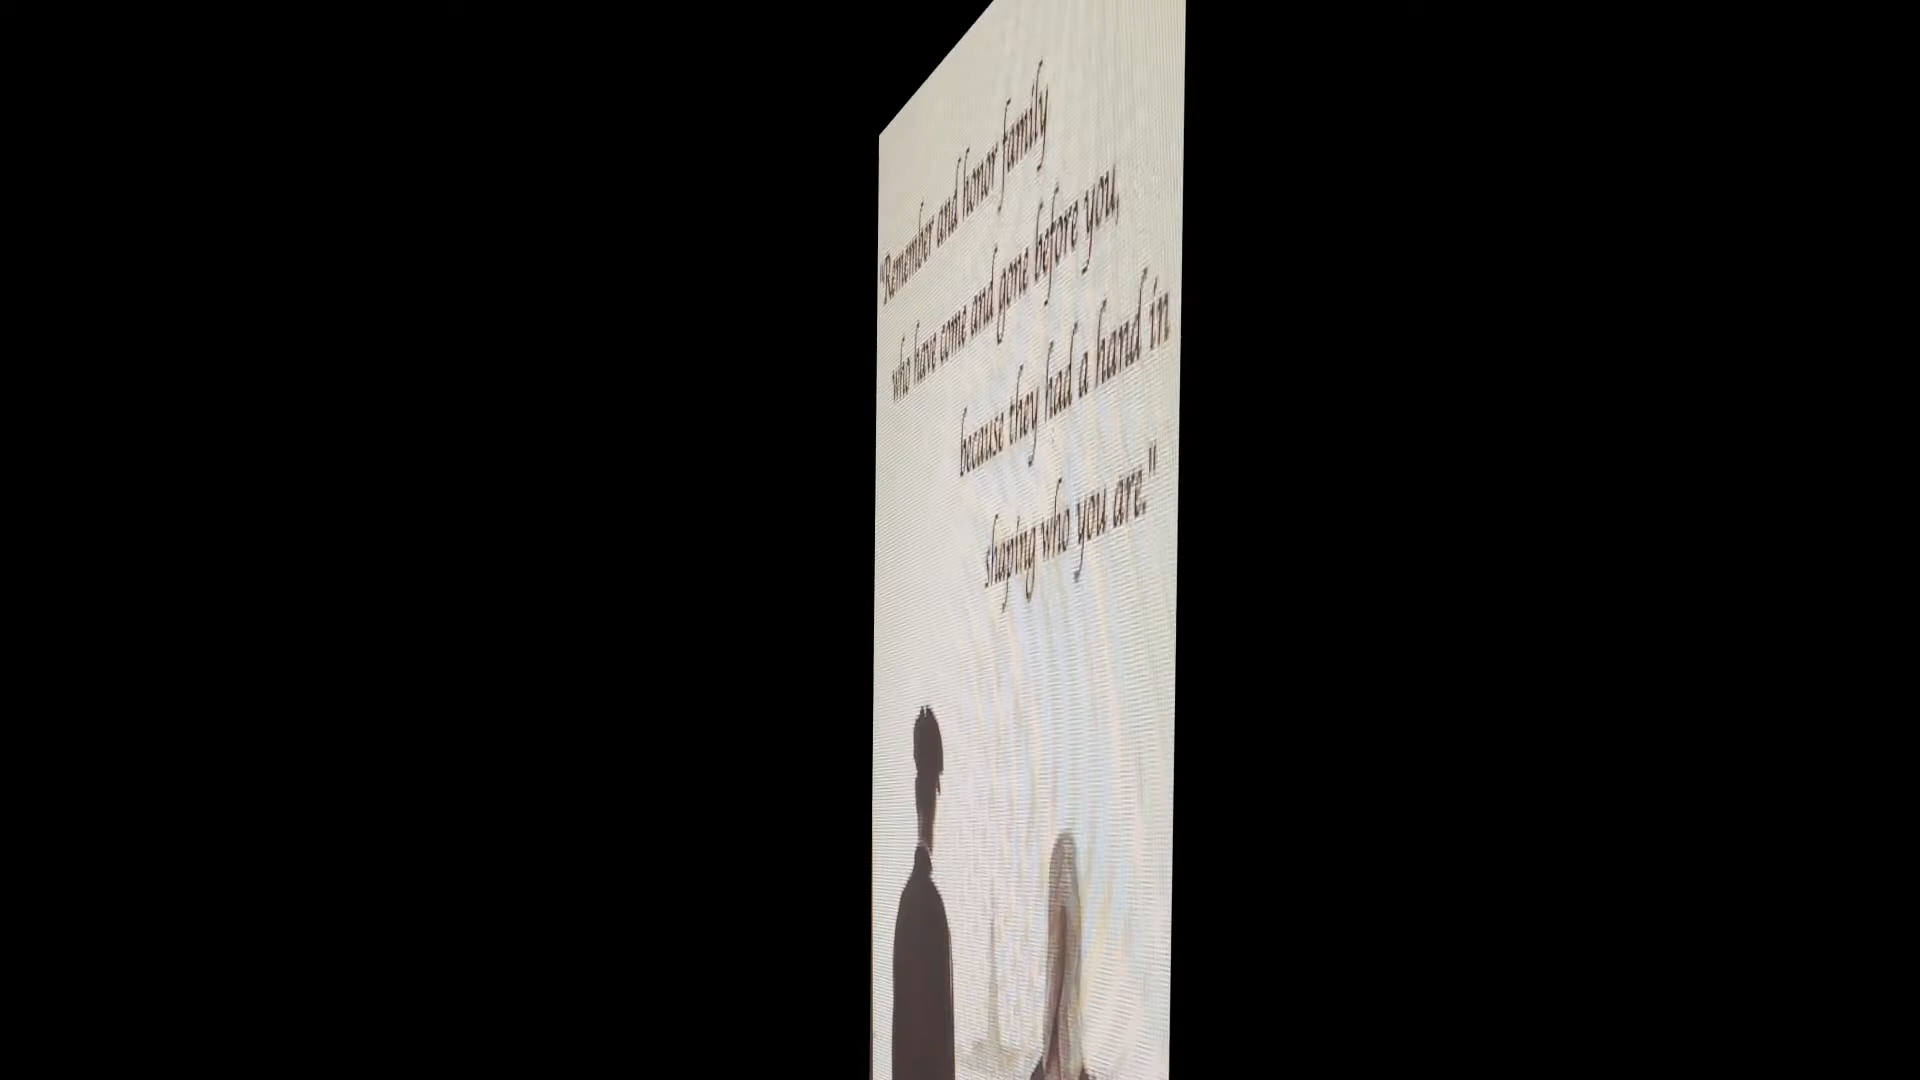 "Remember and honor family
who have come and gone before you,
because they had a hand in
shaping who you are."